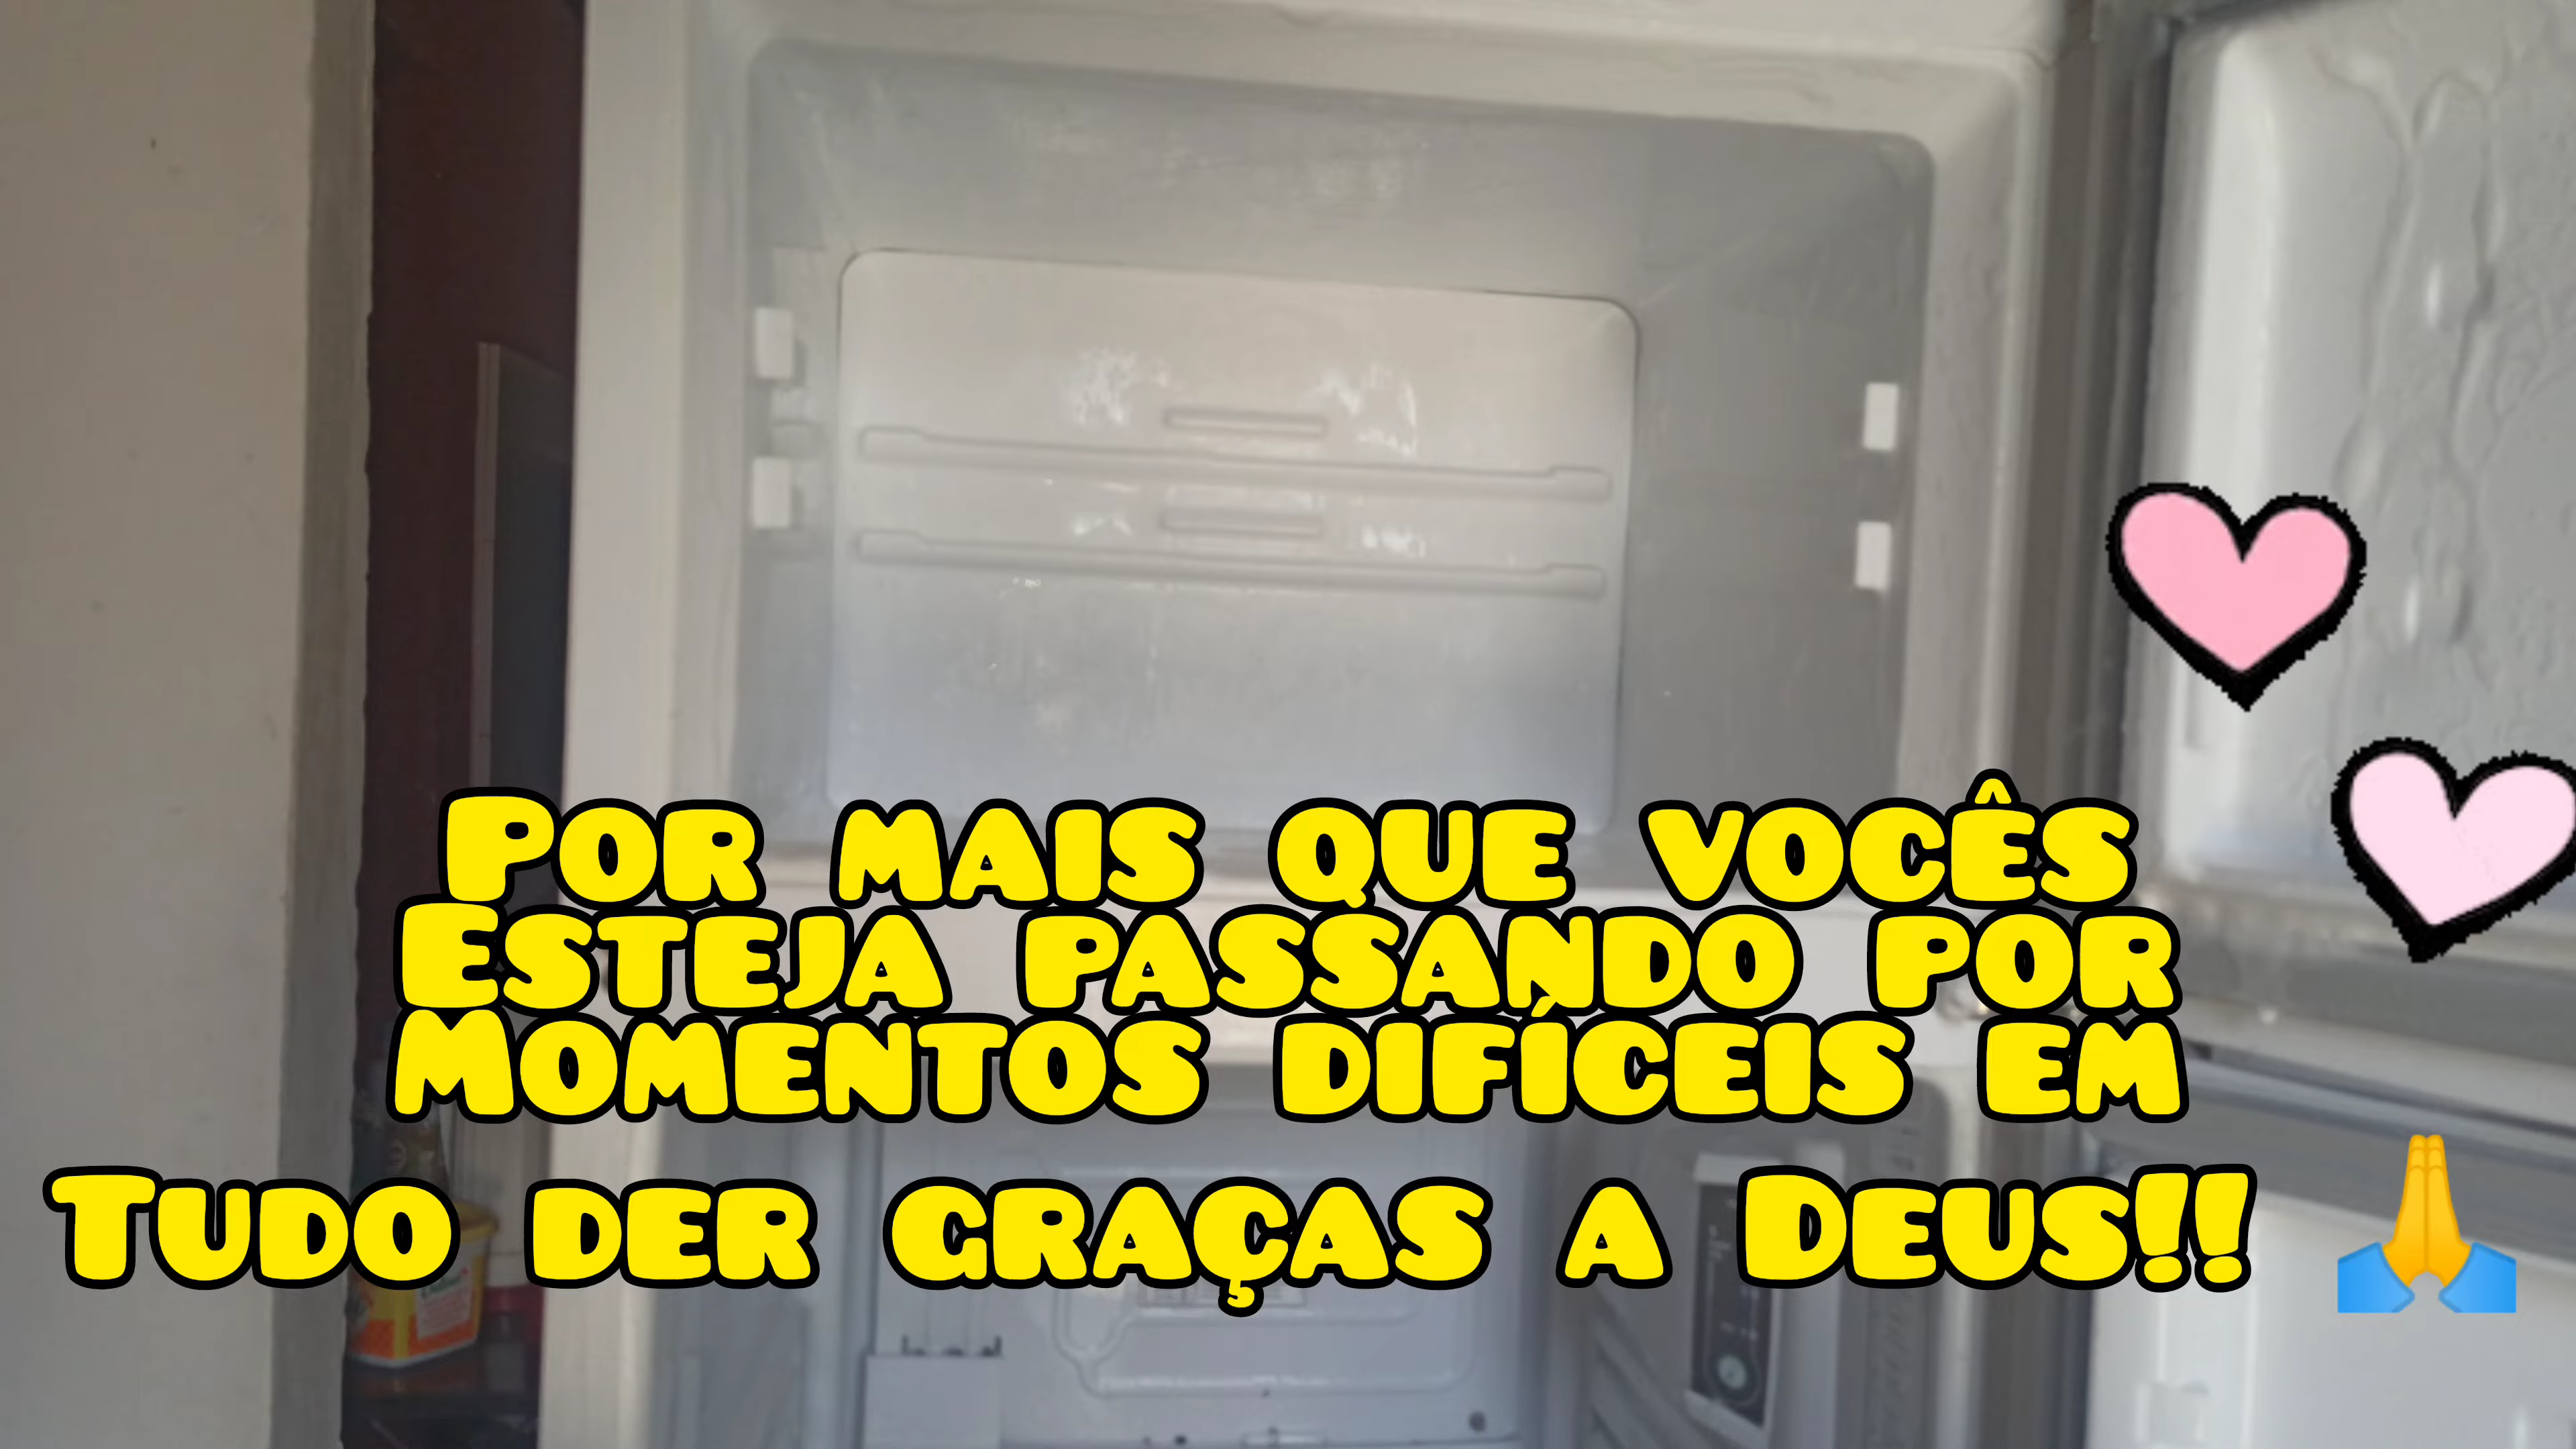 Por mais que vocês
Esteja passando por
Momentos difíceis em
Tudo der graças a Deus!! 🙏